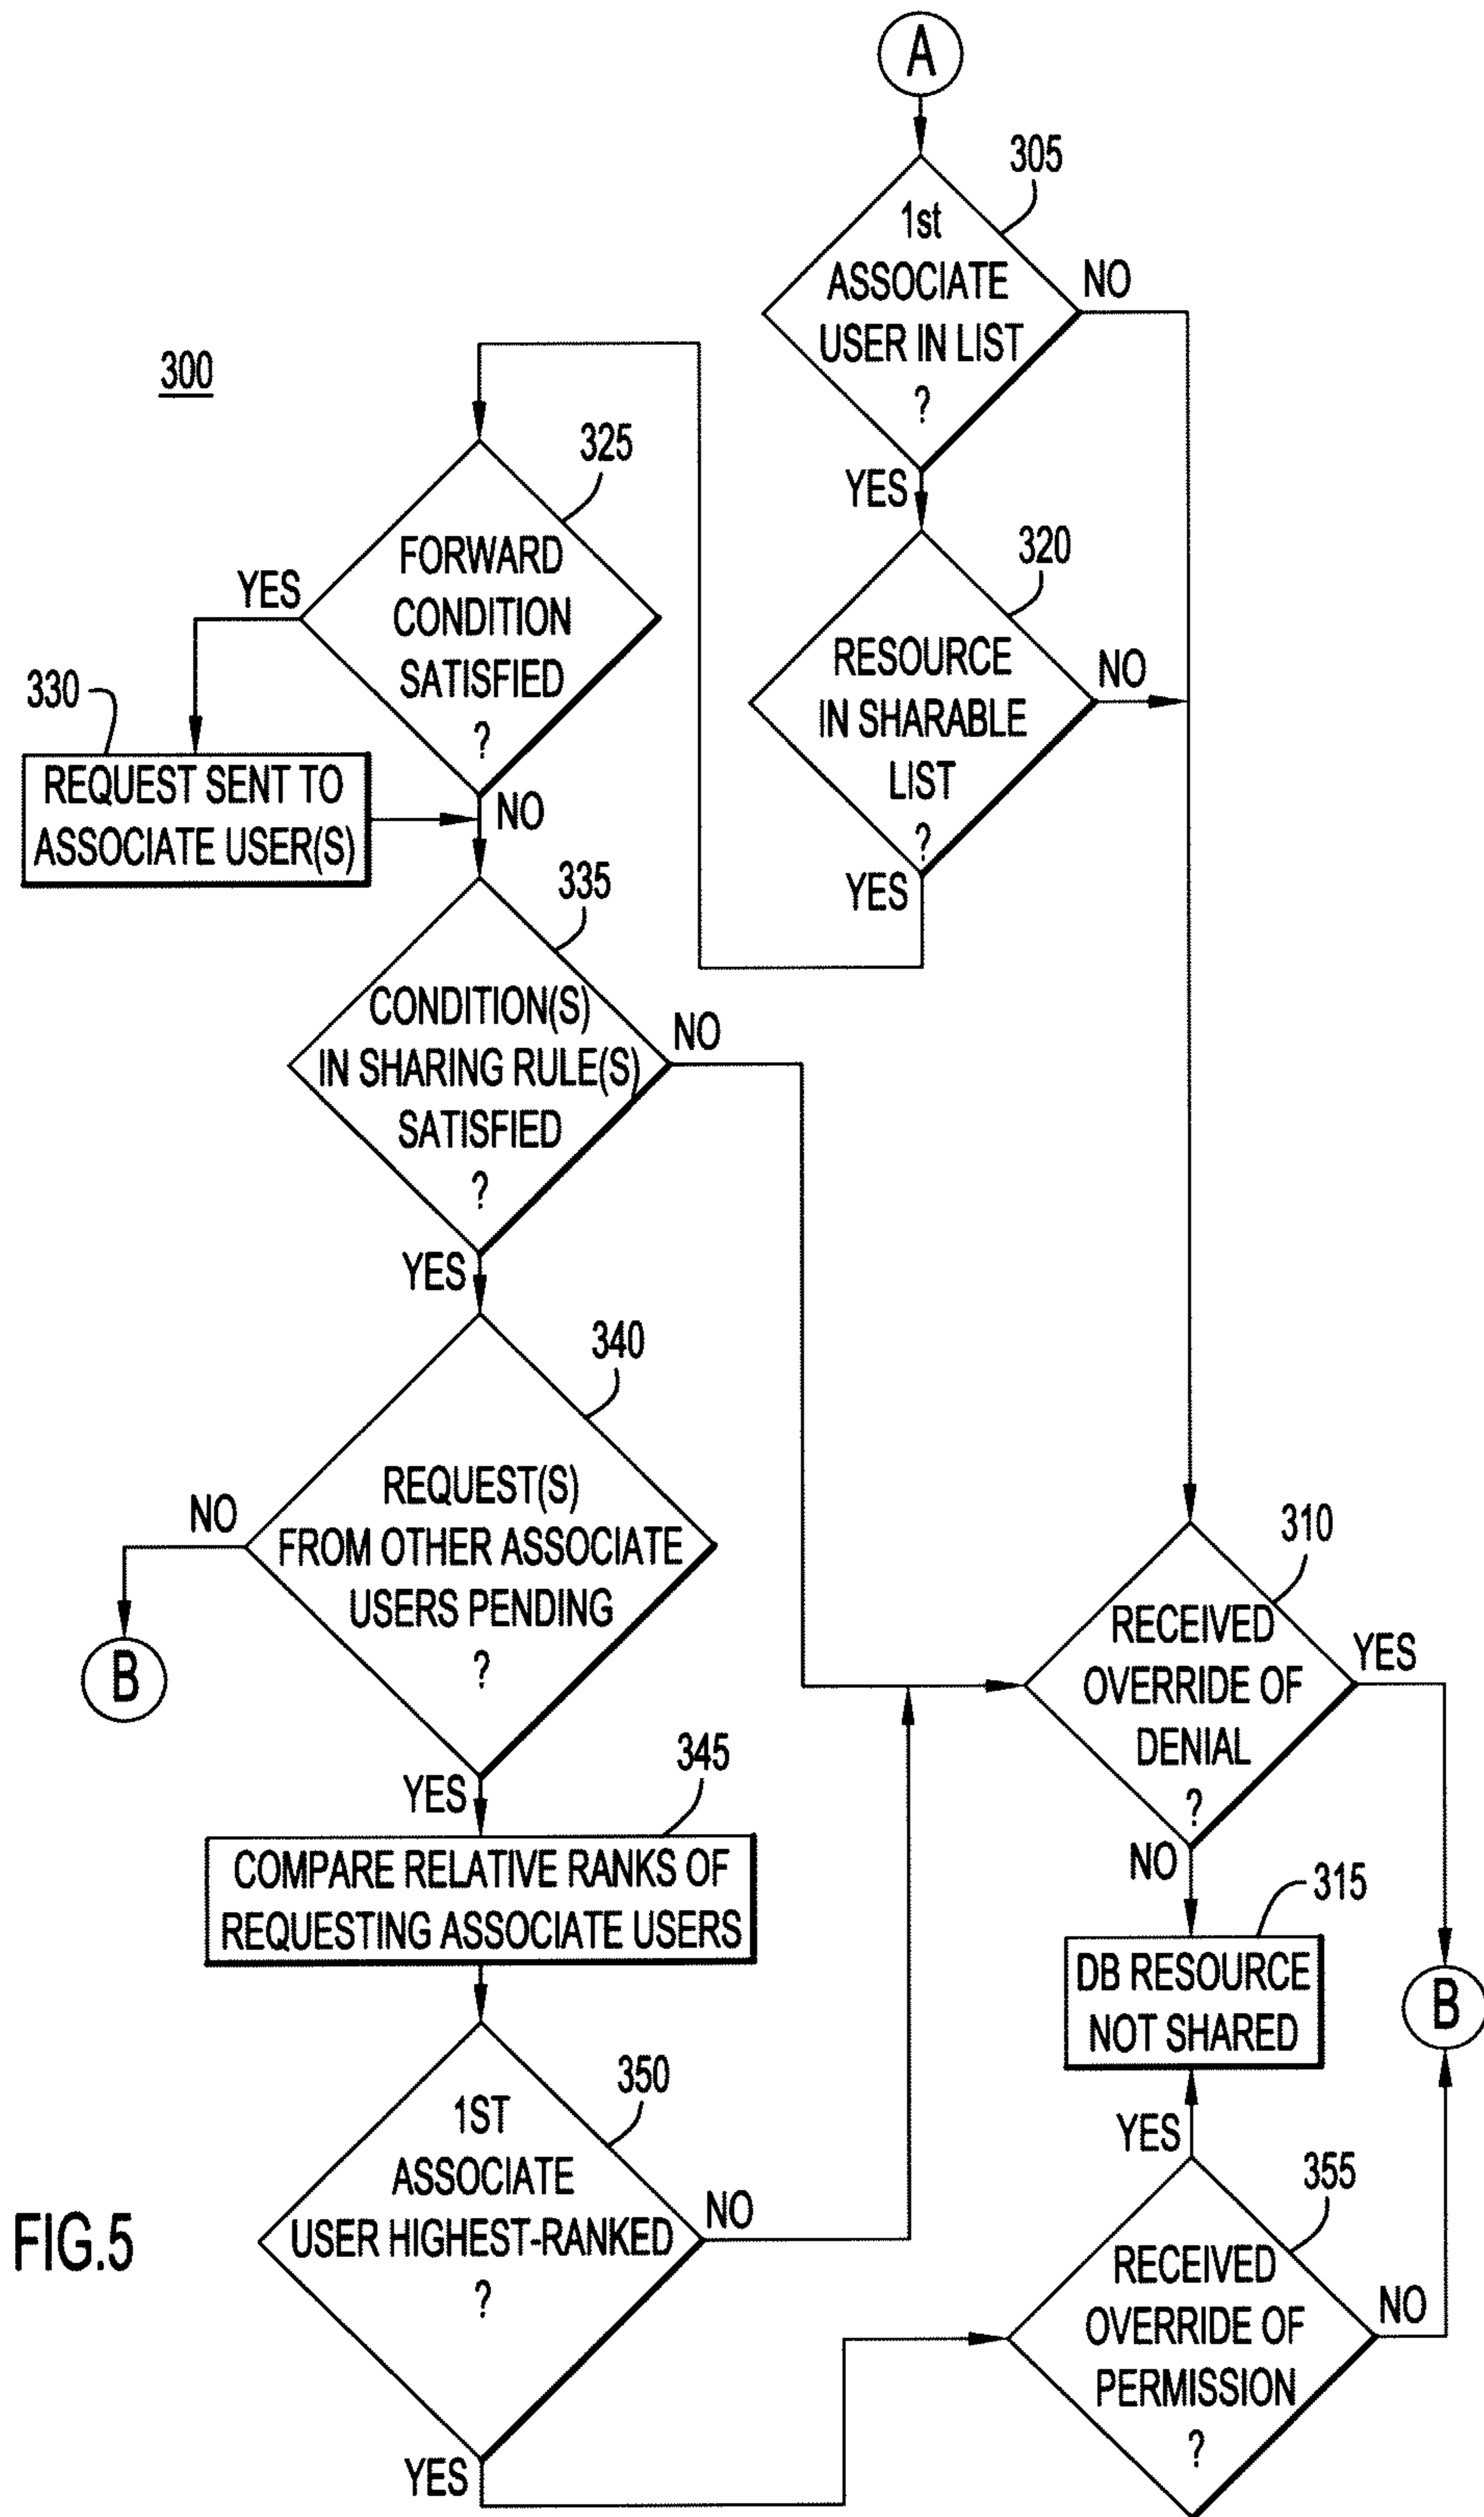 A
305
1st
ASSOCIATE
USER IN LIST
?
NO
YES
300
325
FORWARD
CONDITION
SATISFIED
?
YES
NO
320
RESOURCE
IN SHARABLE
LIST
?
NO
YES
330
REQUEST SENT TO
ASSOCIATE USER(S)
335
CONDITION(S)
IN SHARING RULE(S)
SATISFIED
?
NO
YES
340
REQUEST(S)
FROM OTHER ASSOCIATE
USERS PENDING
?
NO
B
YES
345
COMPARE RELATIVE RANKS OF
REQUESTING ASSOCIATE USERS
350
1ST
ASSOCIATE
USER HIGHEST-RANKED
?
NO
YES
310
RECEIVED
OVERRIDE OF
DENIAL
?
YES
NO
315
DB RESOURCE
NOT SHARED
B
YES
355
RECEIVED
OVERRIDE OF
PERMISSION
?
NO
FIG.5